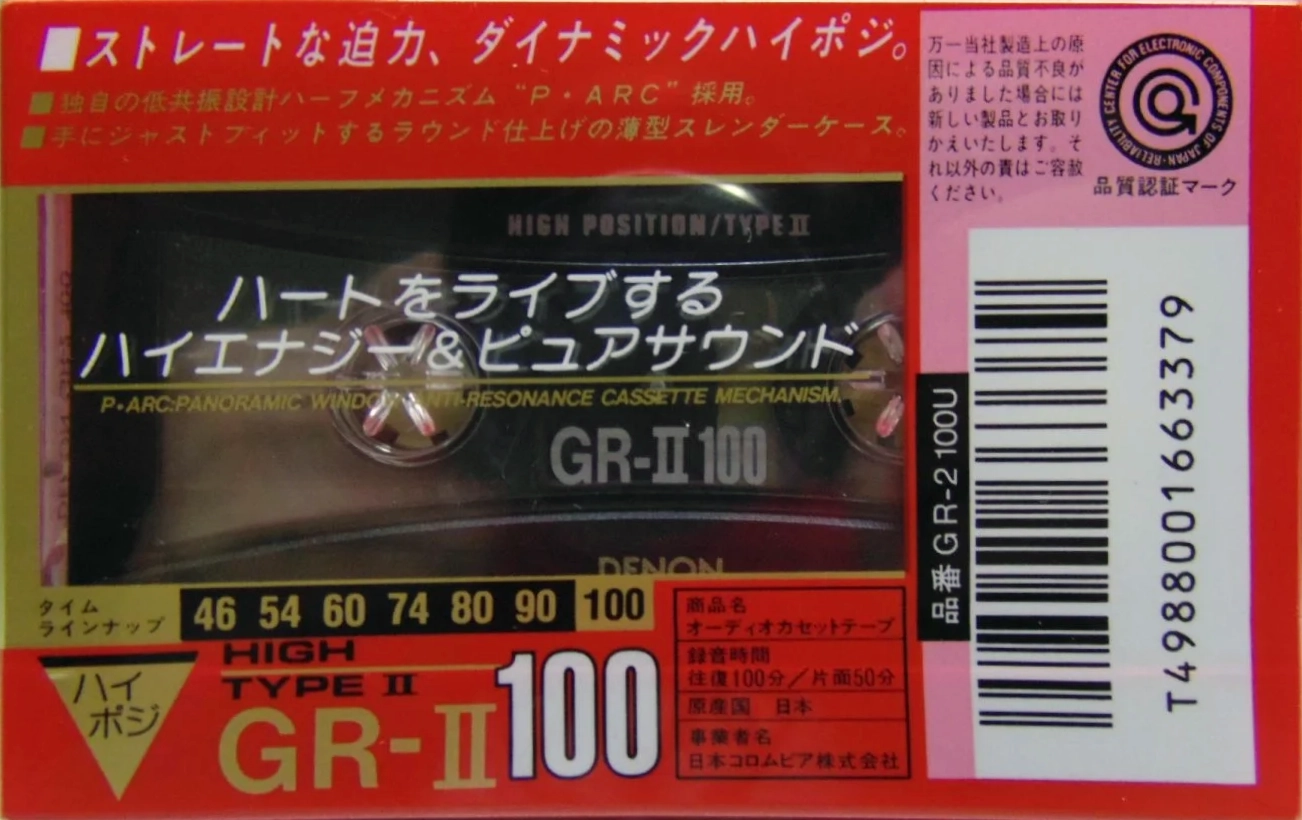 ■ストレートな迫力、ダイナミックハイポジ。
■独自の低共振設計ハーフメカニズム“P・ARC”採用。
■手にジャストフィットするラウンド仕上げの薄型スレンダーケース。
HIGH POSITION/TYPE II
ハートをライブする
ハイエナジー&ピュアサウンド
P•ARC:PANORAMIC WINDOW ANTI-RESONANCE CASSETTE MECHANISM.
GR-II 100
DENON
タイム
ラインナップ
46 54 60 74 80 90 100
ハイ
ポジ
HIGH
TYPE II
GR-II 100
商品名
オーディオカセットテープ
録音時間
往復100分/片面50分
原産国 日本
事業者名
日本コロムビア株式会社
万一当社製造上の原
因による品質不良が
ありました場合には
新しい製品とお取り
かえいたします。そ
れ以外の責はご容赦
ください。
RELIABILITY CENTER FOR ELECTRONIC COMPONENTS OF JAPAN
品質認証マーク
品番 GR-2 100U
T4988001663379